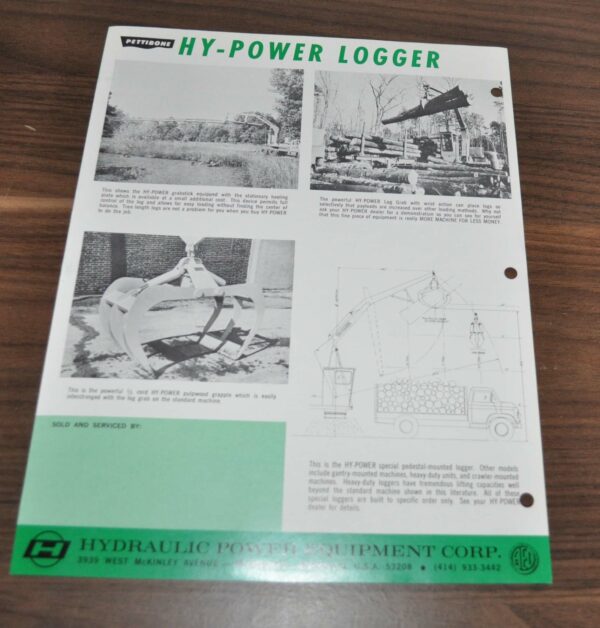 PETTIBONE
HY-POWER LOGGER
This shows the HY-POWER grabstick equipped with the stationary heeling
plate which is available at a small additional cost. This device permits full
control of the log and allows for easy loading without finding the center of
balance. Tree-length logs are not a problem for you when you buy HY-POWER
to do the job.
The powerful HY-POWER Log Grab with wrist action can place logs so
selectively that payloads are increased over other loading methods. Why not
ask your HY-POWER dealer for a demonstration so you can see for yourself
that this fine piece of equipment is really MORE MACHINE FOR LESS MONEY.
This is the powerful ½ cord HY-POWER pulpwood grapple which is easily
interchanged with the log grab on the standard machine.
SOLD AND SERVICED BY:
This is the HY-POWER special pedestal-mounted logger. Other models
include gantry-mounted machines, heavy-duty units, and crawler-mounted
machines. Heavy-duty loggers have tremendous lifting capacities well
beyond the standard machine shown in this literature. All of these
special loggers are built to specific order only. See your HY-POWER
dealer for details.
HYDRAULIC POWER EQUIPMENT CORP.
3939 WEST McKINLEY AVENUE U.S.A. 53208 • (414) 933-3442